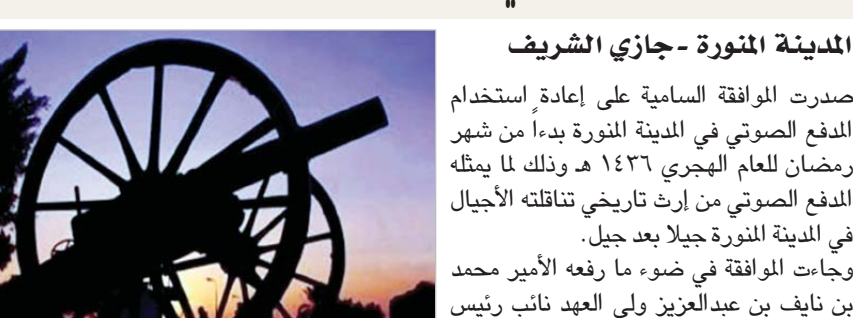 المدينة المنورة - جازي الشريف
صدرت الموافقة السامية على إعادة استخدام
المدفع الصوتي في المدينة المنورة بدءاً من شهر
رمضان للعام الهجري ١٤٣٦ هـ وذلك لما يمثله
المدفع الصوتي من إرث تاريخي تناقلته الأجيال
في المدينة المنورة جيلا بعد جيل.
وجاءت الموافقة في ضوء ما رفعه الأمير محمد
بن نايف بن عبدالعزيز ولي العهد نائب رئيس